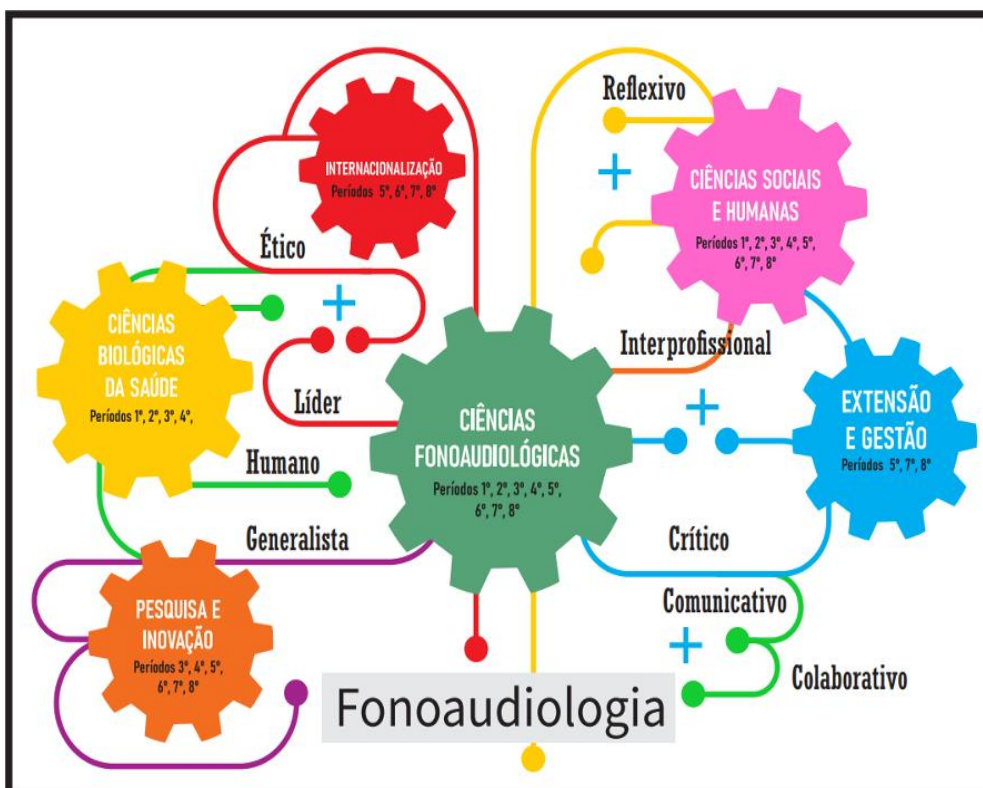 Reflexivo
INTERNACIONALIZAÇÃO
Períodos 5º, 6º, 7º, 8º
CIÊNCIAS SOCIAIS
E HUMANAS
Períodos 1º, 2º, 3º, 4º, 5º,
6º, 7º, 8º
Ético
CIÊNCIAS
BIOLÓGICAS
DA SAÚDE
Períodos 1º, 2º, 3º, 4º,
Interprofissional
Líder
CIÊNCIAS
FONOAUDIOLÓGICAS
Períodos 1º, 2º, 3º, 4º, 5º,
6º, 7º, 8º
EXTENSÃO
E GESTÃO
Períodos 5º, 7º, 8º
Humano
Generalista
Crítico
PESQUISA E
INOVAÇÃO
Períodos 3º, 4º, 5º,
6º, 7º, 8º
Comunicativo
Colaborativo
Fonoaudiologia